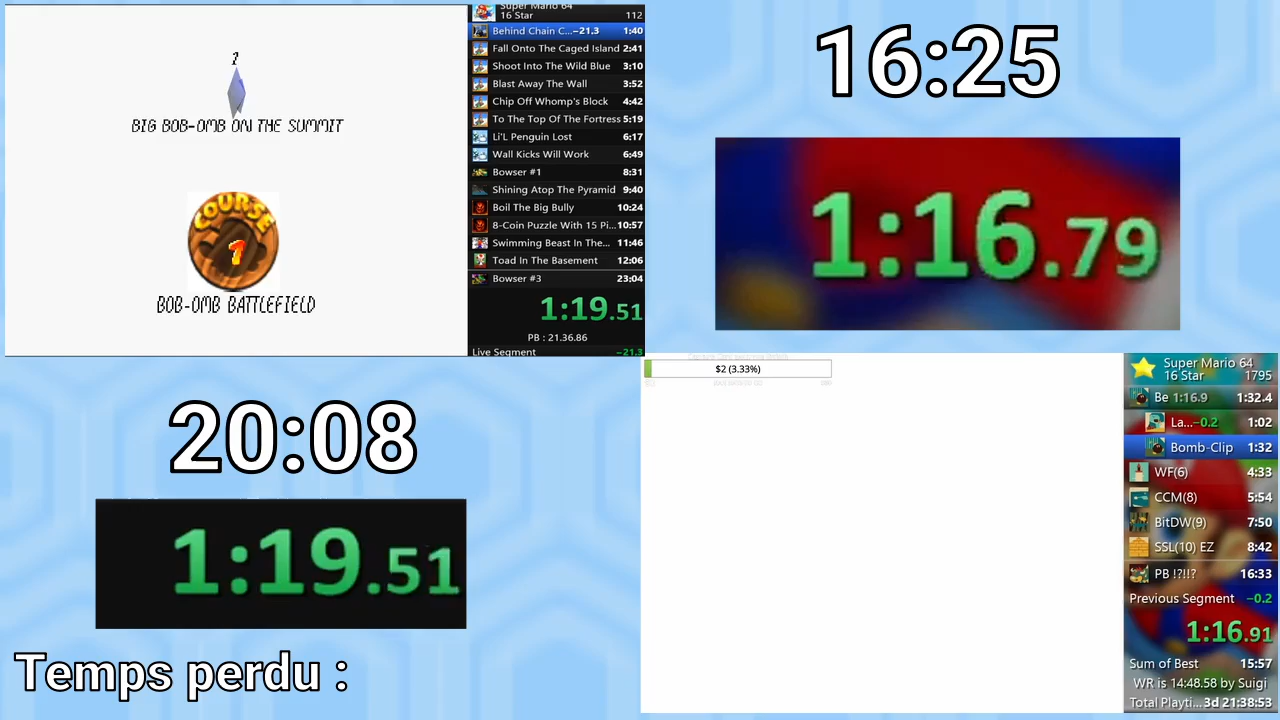 Super Mario 64
16 Star 112
Behind Chain C... −21.3 1:40
Fall Onto The Caged Island 2:41
Shoot Into The Wild Blue 3:10
Blast Away The Wall 3:52
Chip Off Whomp's Block 4:42
To The Top Of The Fortress 5:19
Li'L Penguin Lost 6:17
Wall Kicks Will Work 6:49
Bowser #1 8:31
Shining Atop The Pyramid 9:40
Boil The Big Bully 10:24
8-Coin Puzzle With 15 Pi... 10:57
Swimming Beast In The... 11:46
Toad In The Basement 12:06
Bowser #3 23:04
1:19.51
PB : 21.36.86
Live Segment −21.3
BIG BOB-OMB ON THE SUMMIT
COURSE
1
BOB-OMB BATTLEFIELD
16:25
1:16.79
20:08
1:19.51
Temps perdu :
$2 (3.33%)
Super Mario 64
16 Star 1795
Be 1:16.9 1:32.4
La... −0.2 1:02
Bomb-Clip 1:32
WF(6) 4:33
CCM(8) 5:54
BitDW(9) 7:50
SSL(10) EZ 8:42
PB !?!!? 16:33
Previous Segment −0.2
1:16.91
Sum of Best 15:57
WR is 14:48.58 by Suigi
Total Playti... 3d 21:38:53